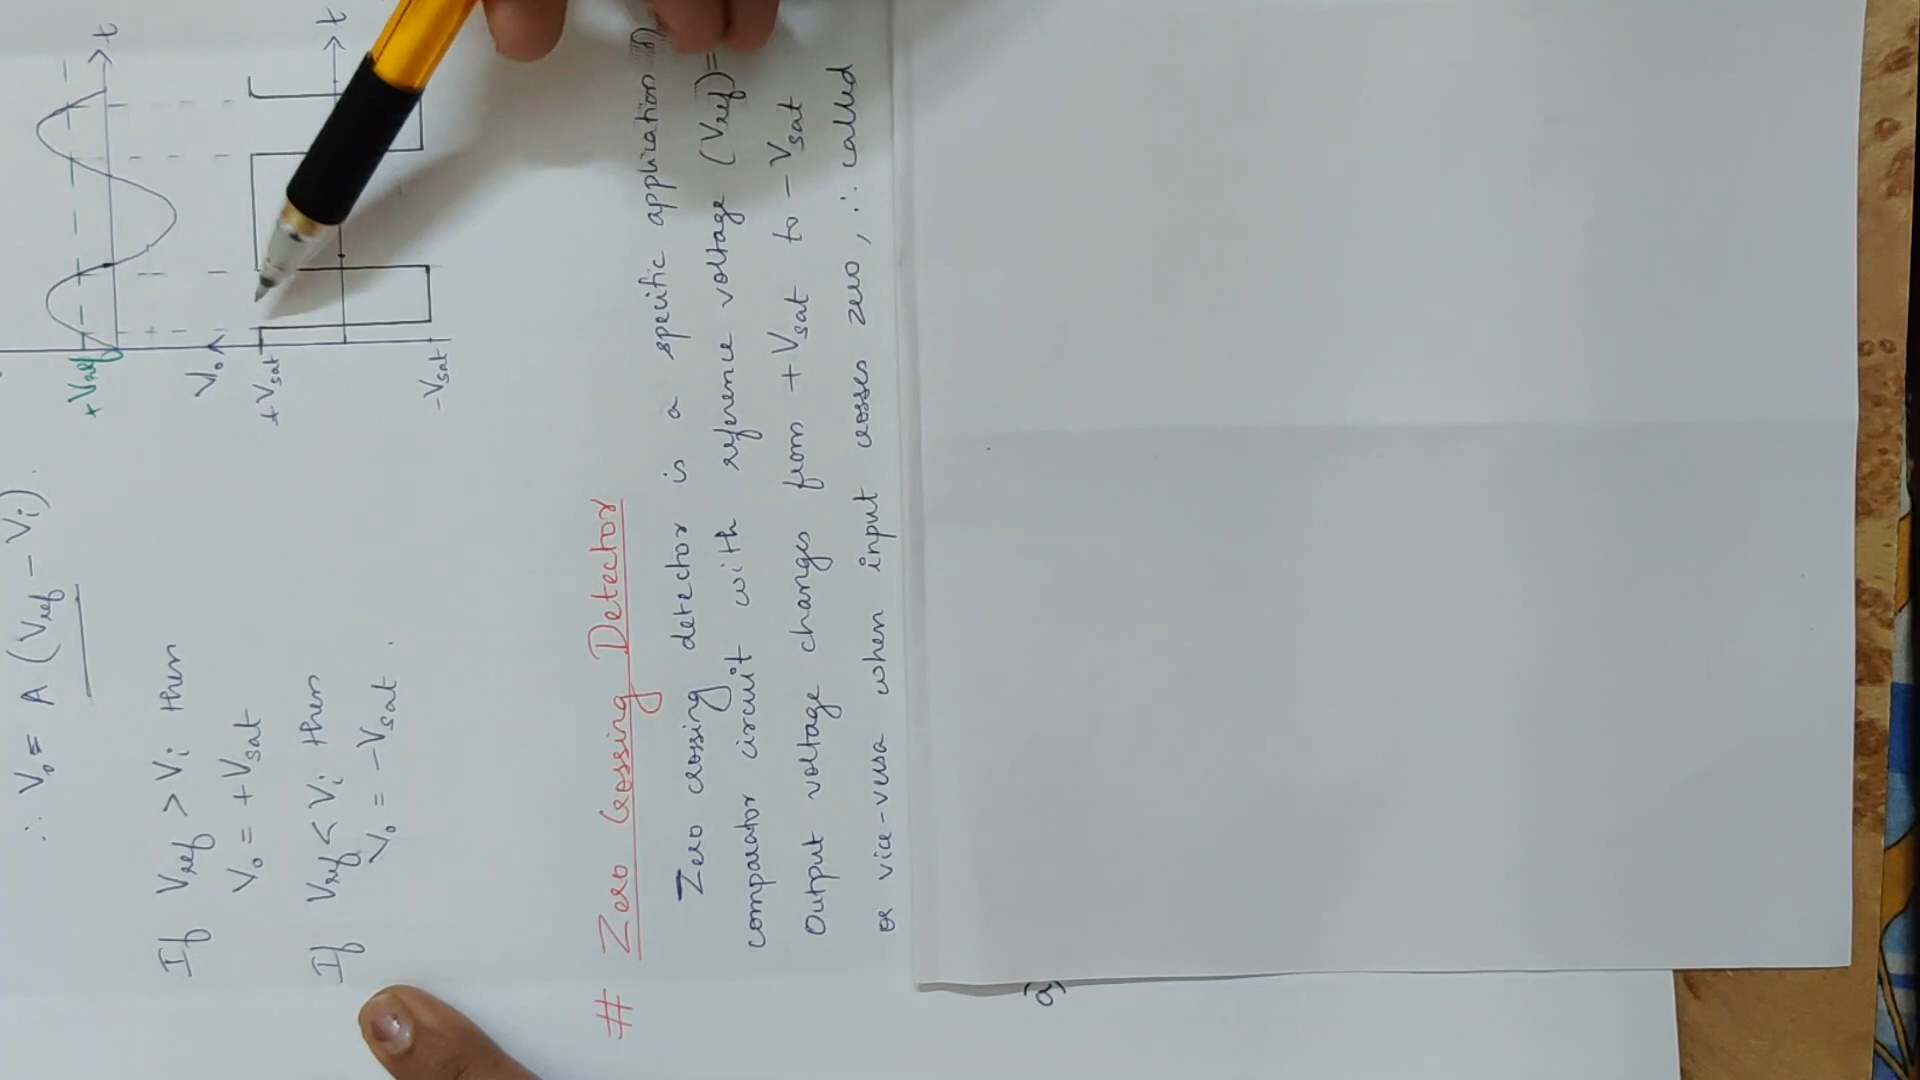 ∴ V₀ = A (Vref − Vi).
If Vref > Vi then
V₀ = +Vsat
If Vref < Vi then
V₀ = −Vsat.
+Vref
t
V₀
+Vsat
t
−Vsat
# Zero Crossing Detector
Zero crossing detector is a specific application
comparator circuit with reference voltage (Vref) =
Output voltage changes from + Vsat to − Vsat
or vice-versa when input crosses zero, ∴ called
a)